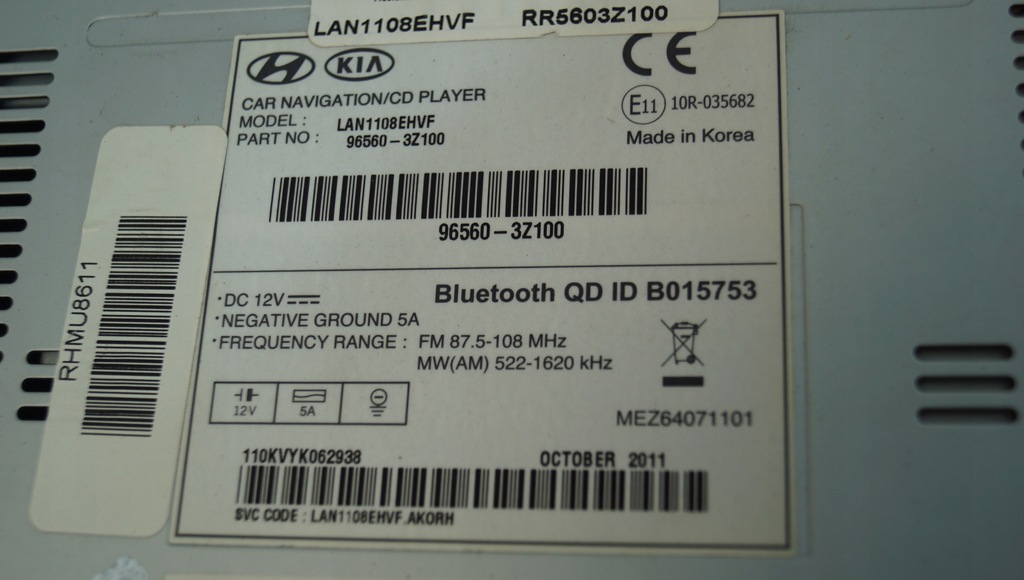 LAN1108EHVF RR5603Z100
KIA
CE
CAR NAVIGATION/CD PLAYER
MODEL : LAN1108EHVF
PART NO : 96560-3Z100
E11 10R-035682
Made in Korea
96560-3Z100
RHMU8611
·DC 12V
Bluetooth QD ID B015753
·NEGATIVE GROUND 5A
·FREQUENCY RANGE : FM 87.5-108 MHz
MW(AM) 522-1620 kHz
12V 5A
MEZ64071101
110KVYK062938
OCTOBER 2011
SVC CODE : LAN1108EHVF.AKORH